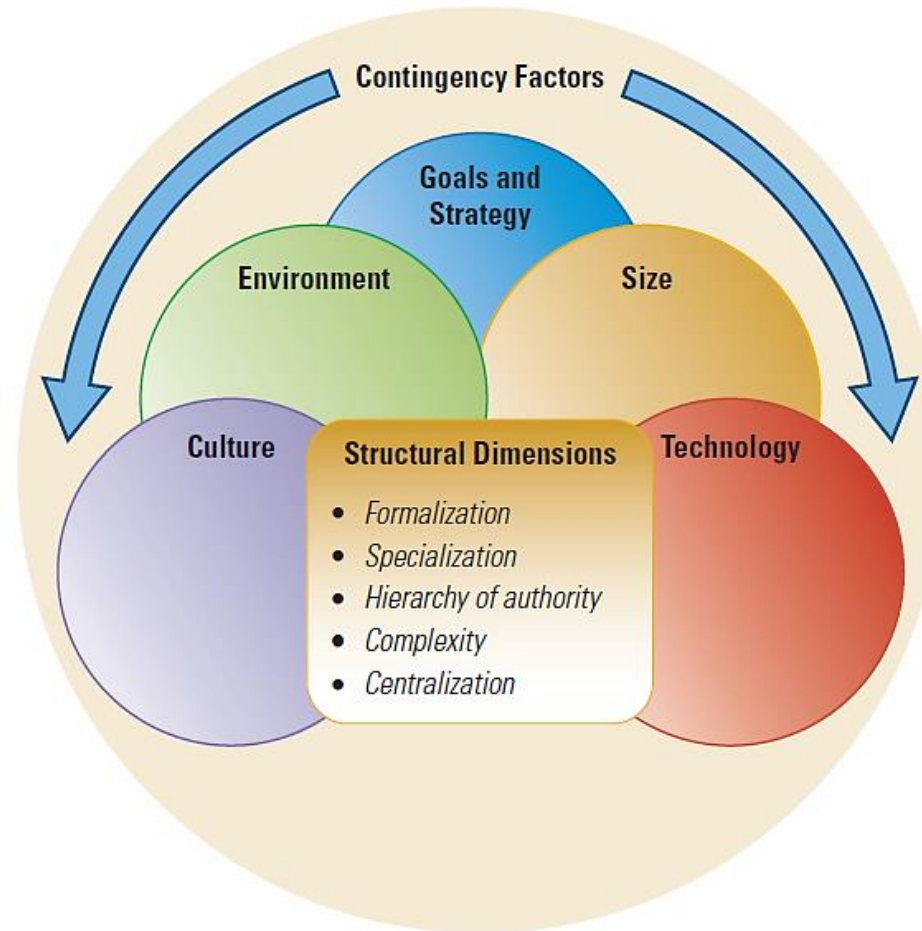 Contingency Factors
Goals and
Strategy
Environment
Size
Culture
Structural Dimensions
Technology
• Formalization
• Specialization
• Hierarchy of authority
• Complexity
• Centralization